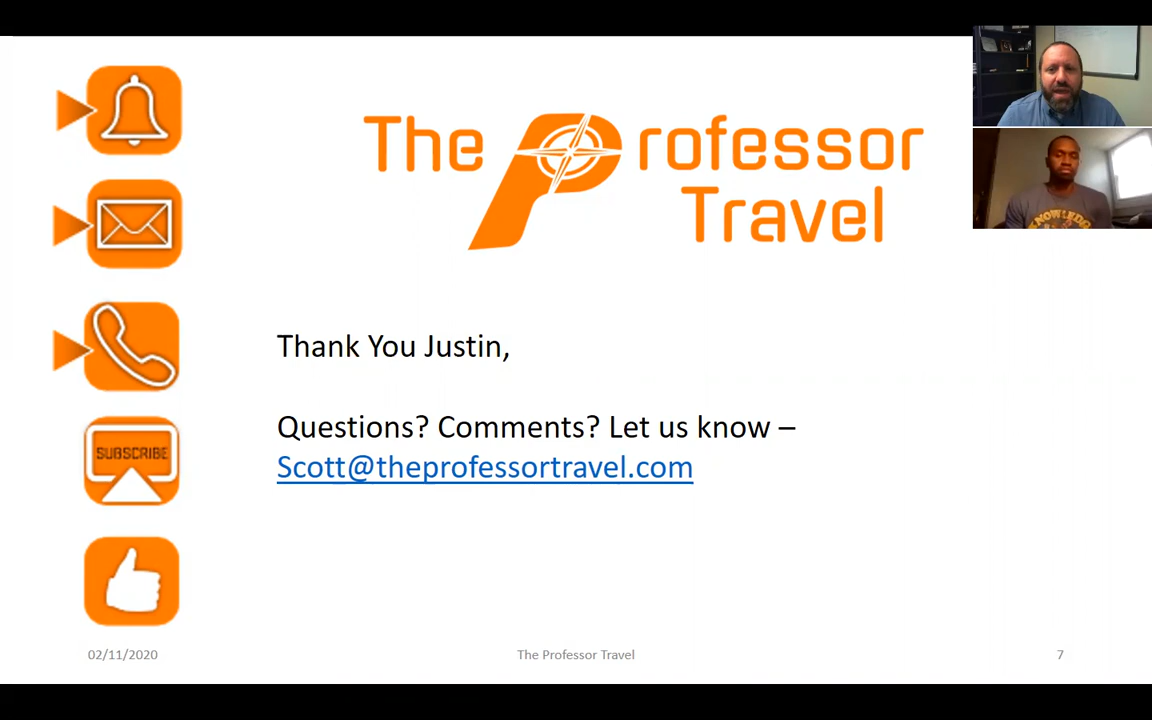 The Professor
Travel
Thank You Justin,
Questions? Comments? Let us know –
Scott@theprofessortravel.com
SUBSCRIBE
KNOWLEDGE
02/11/2020
The Professor Travel
7